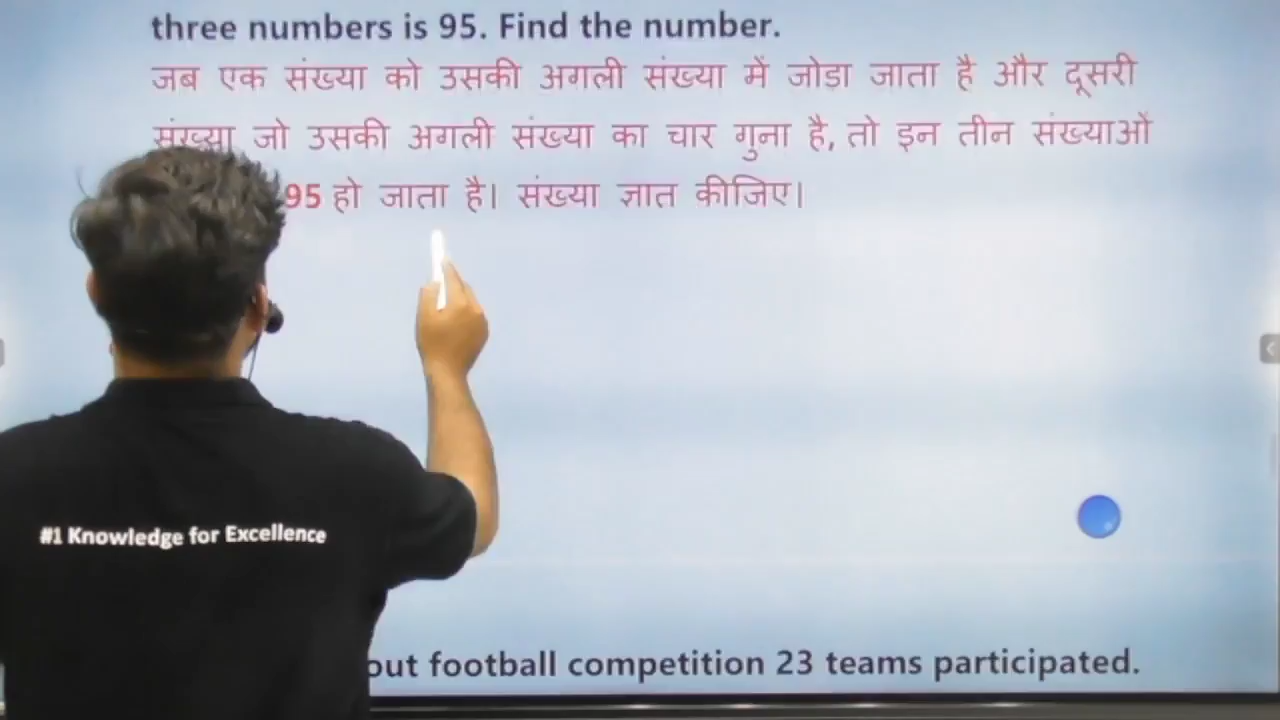 three numbers is 95. Find the number.
जब एक संख्या को उसकी अगली संख्या में जोडा जाता है और दूसरी
संख्या जो उसकी अगली संख्या का चार गुना है, तो इन तीन संख्याओं
95 हो जाता है। संख्या ज्ञात कीजिए।
#1 Knowledge for Excellence
out football competition 23 teams participated.